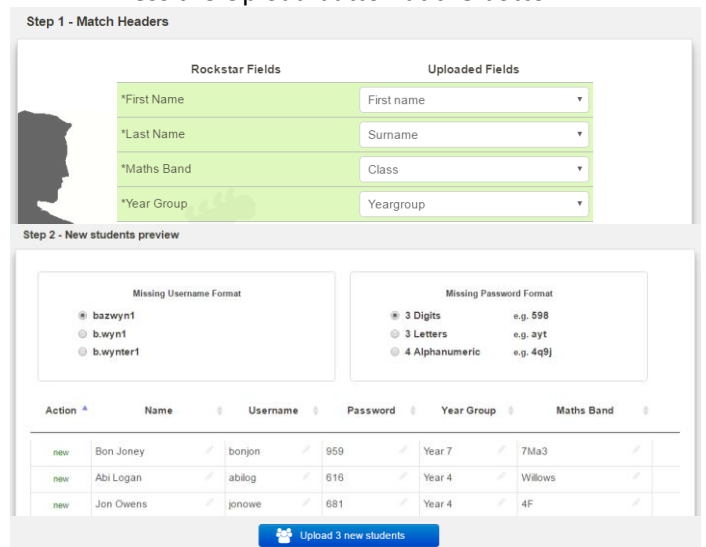 Step 1 - Match Headers
Rockstar Fields Uploaded Fields
*First Name First name
*Last Name Surname
*Maths Band Class
*Year Group Yeargroup
Step 2 - New students preview
Missing Username Format Missing Password Format
bazwyn1 3 Digits e.g. 598
b.wyn1 3 Letters e.g. ayt
b.wynter1 4 Alphanumeric e.g. 4q9j
Action Name Username Password Year Group Maths Band
new Bon Joney bonjon 959 Year 7 7Ma3
new Abi Logan abilog 616 Year 4 Willows
new Jon Owens jonowe 681 Year 4 4F
Upload 3 new students